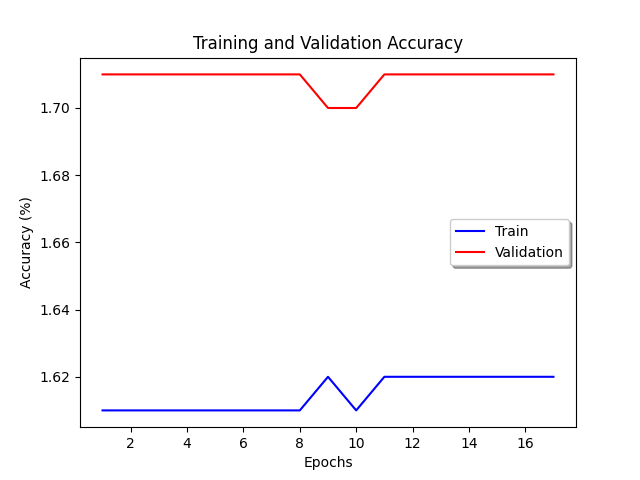 Training and Validation Accuracy
Accuracy (%)
1.70
1.68
1.66
1.64
1.62
Train
Validation
2 4 6 8 10 12 14 16
Epochs